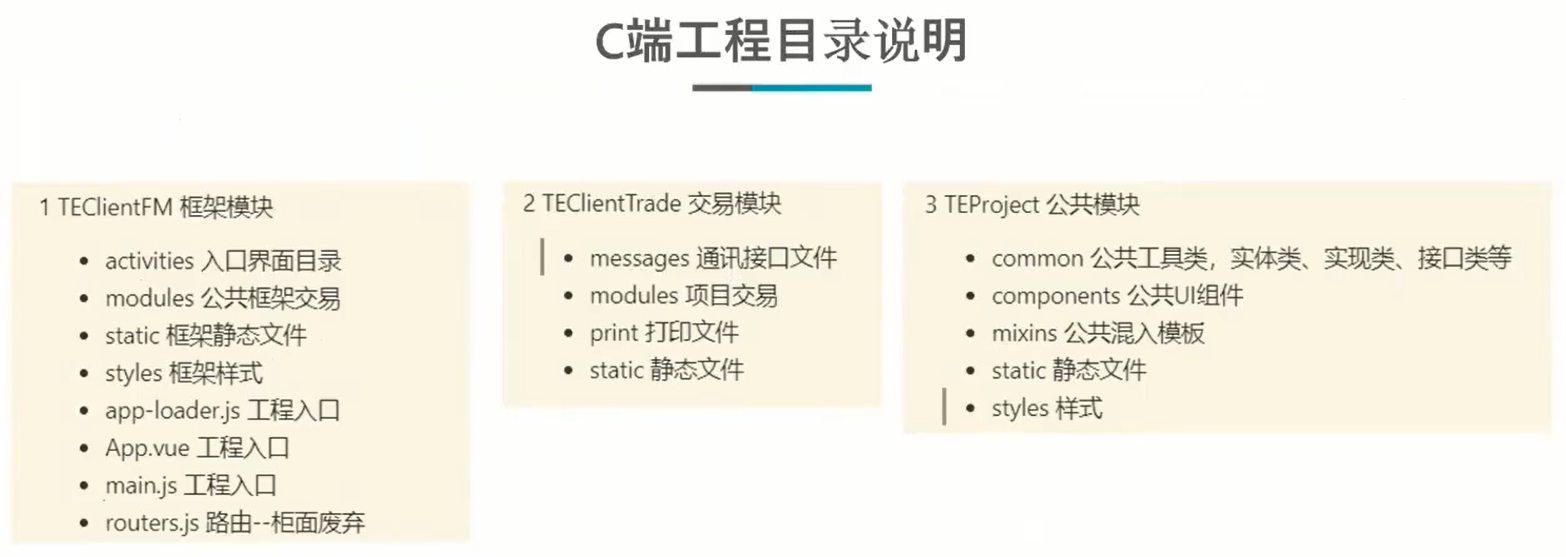 C端工程目录说明
1 TEClientFM 框架模块
• activities 入口界面目录
• modules 公共框架交易
• static 框架静态文件
• styles 框架样式
• app-loader.js 工程入口
• App.vue 工程入口
• main.js 工程入口
• routers.js 路由--柜面废弃
2 TEClientTrade 交易模块
• messages 通讯接口文件
• modules 项目交易
• print 打印文件
• static 静态文件
3 TEProject 公共模块
• common 公共工具类，实体类、实现类、接口类等
• components 公共UI组件
• mixins 公共混入模板
• static 静态文件
• styles 样式